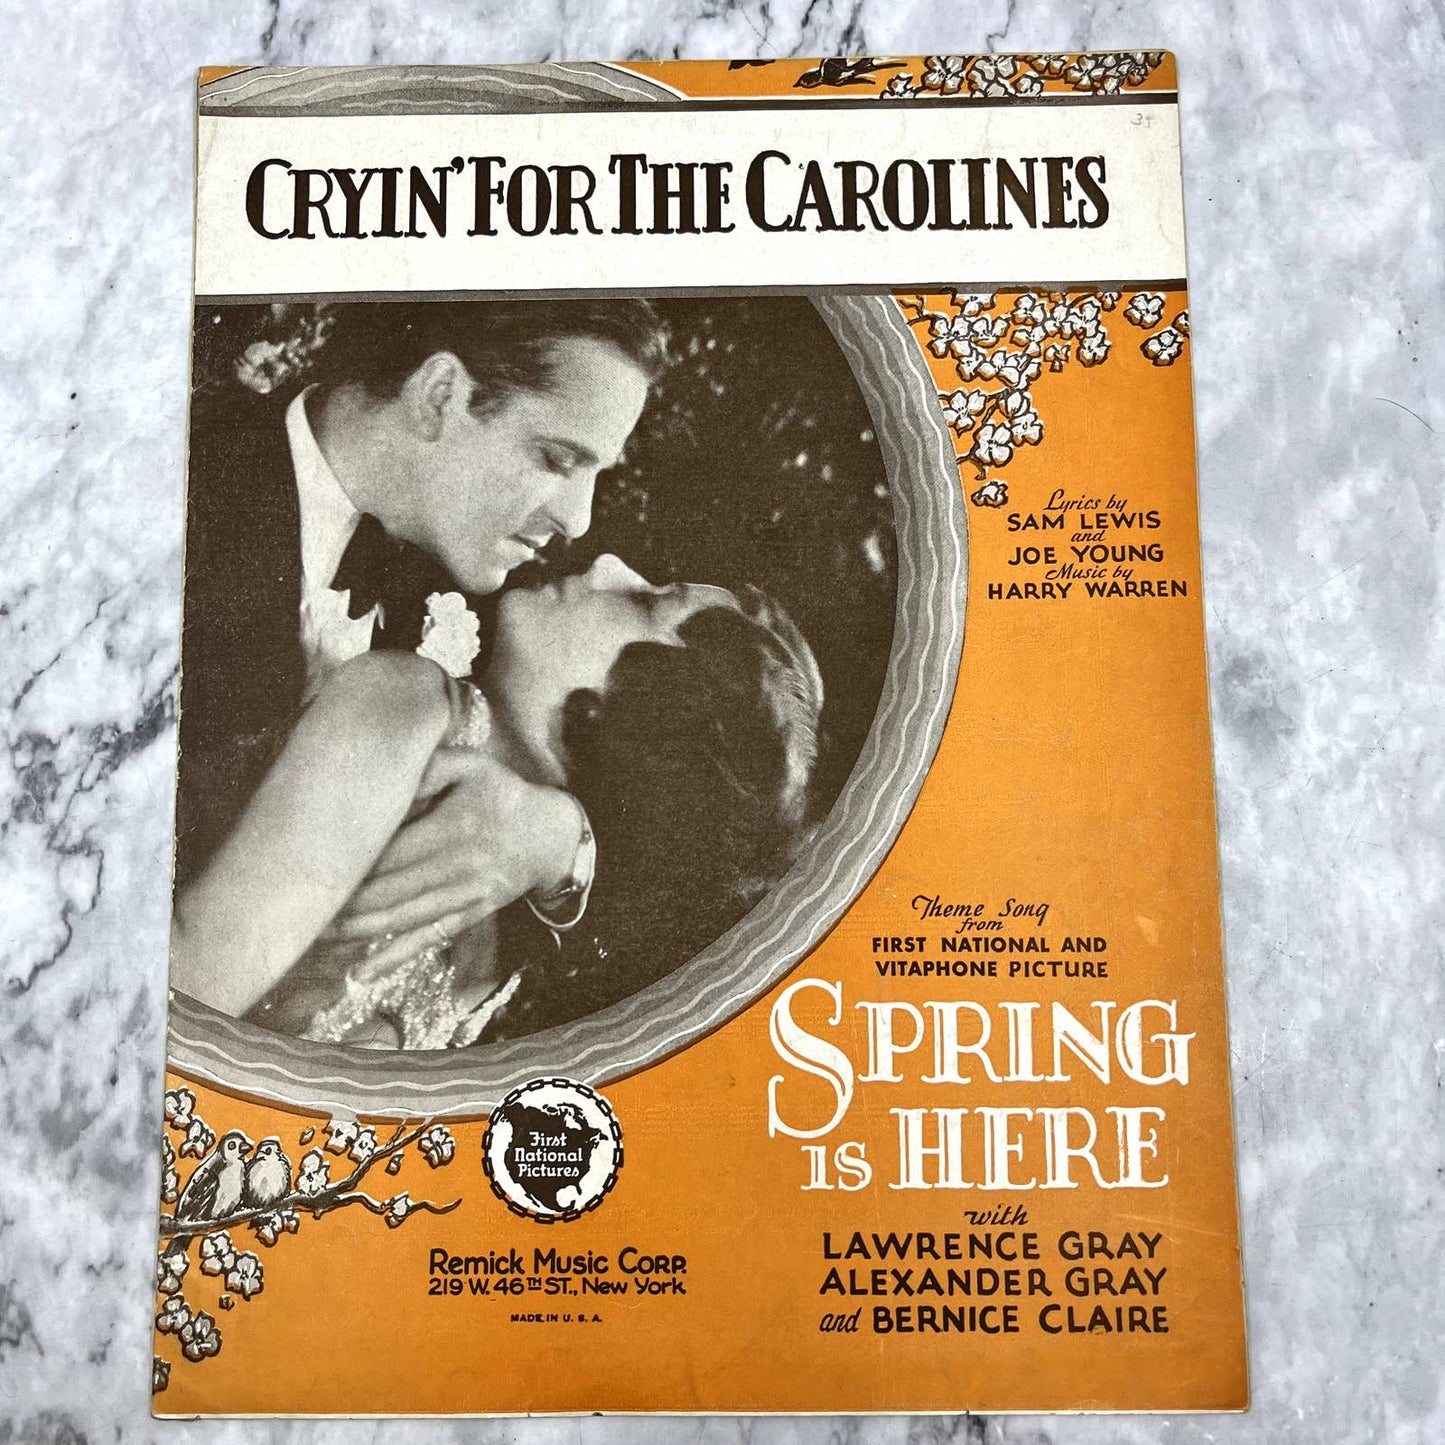 35
CRYIN' FOR THE CAROLINES
Lyrics by
SAM LEWIS
and
JOE YOUNG
Music by
HARRY WARREN
Theme Song
from
FIRST NATIONAL AND
VITAPHONE PICTURE
SPRING
IS HERE
with
LAWRENCE GRAY
ALEXANDER GRAY
and BERNICE CLAIRE
First
National
Pictures
Remick Music Corp.
219 W. 46TH ST., New York
MADE IN U. S. A.